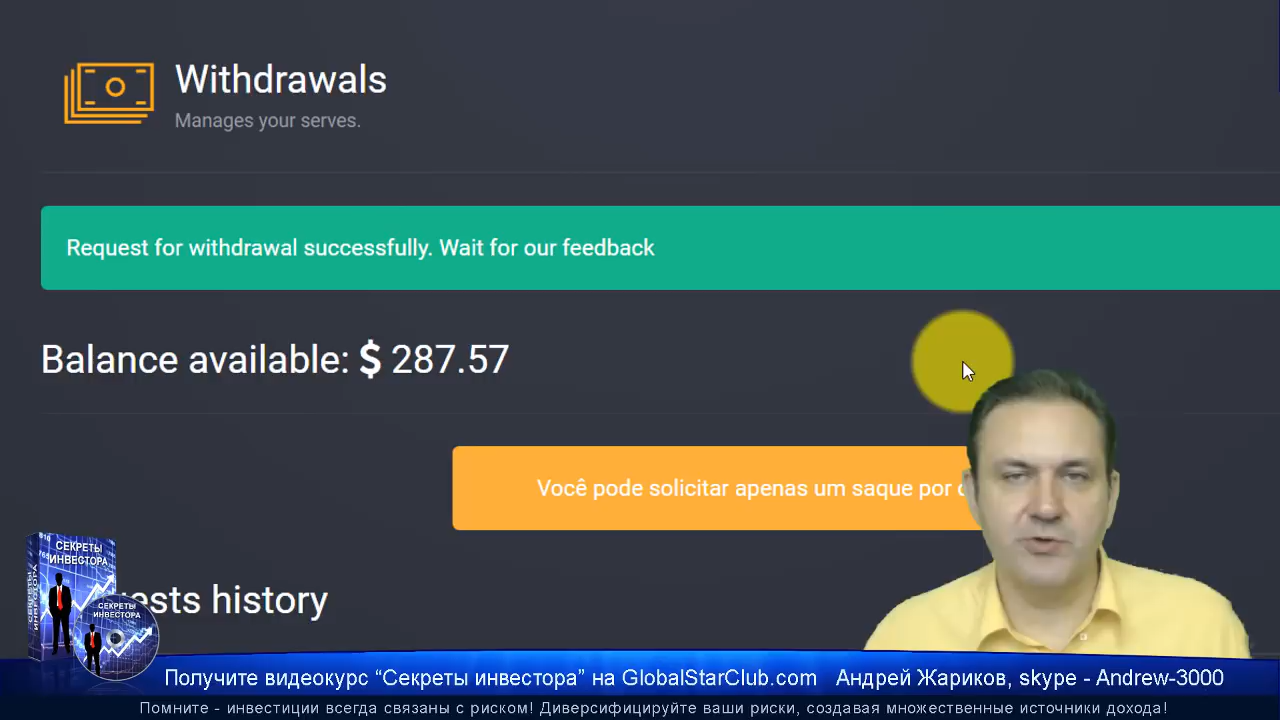 Withdrawals
Manages your serves.
Request for withdrawal successfully. Wait for our feedback
Balance available: $ 287.57
Você pode solicitar apenas um saque por
ests history
СЕКРЕТЫ
ИНВЕСТОРА
СЕКРЕТЫ
ИНВЕСТОРА
СЕКРЕТЫ
ИНВЕСТОРА
Получите видеокурс “Секреты инвестора” на GlobalStarClub.com Андрей Жариков, skype - Andrew-3000
Помните - инвестиции всегда связаны с риском! Диверсифицируйте ваши риски, создавая множественные источники дохода!